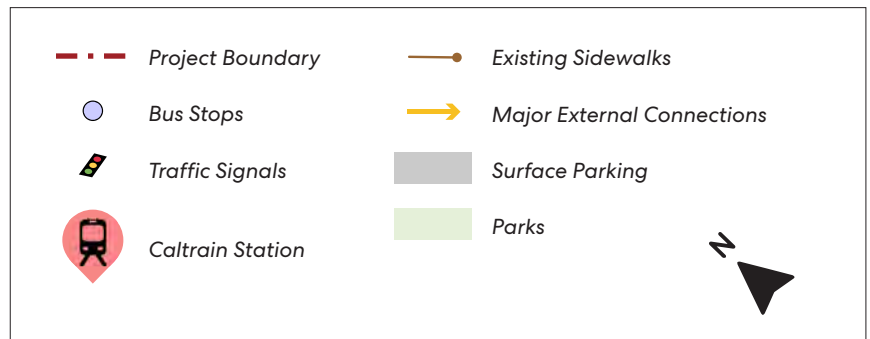 Project Boundary
Existing Sidewalks
Bus Stops
Major External Connections
Traffic Signals
Surface Parking
Caltrain Station
Parks
N